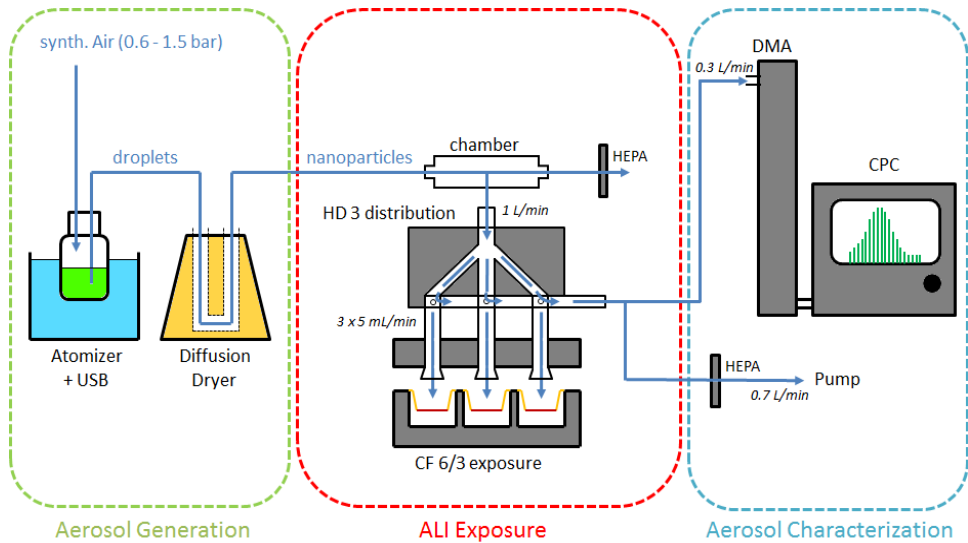 synth. Air (0.6 - 1.5 bar)
droplets
Atomizer
+ USB
Diffusion
Dryer
Aerosol Generation
nanoparticles
chamber
HEPA
HD 3 distribution
1 L/min
3 x 5 mL/min
CF 6/3 exposure
ALI Exposure
DMA
0.3 L/min
CPC
HEPA
Pump
0.7 L/min
Aerosol Characterization